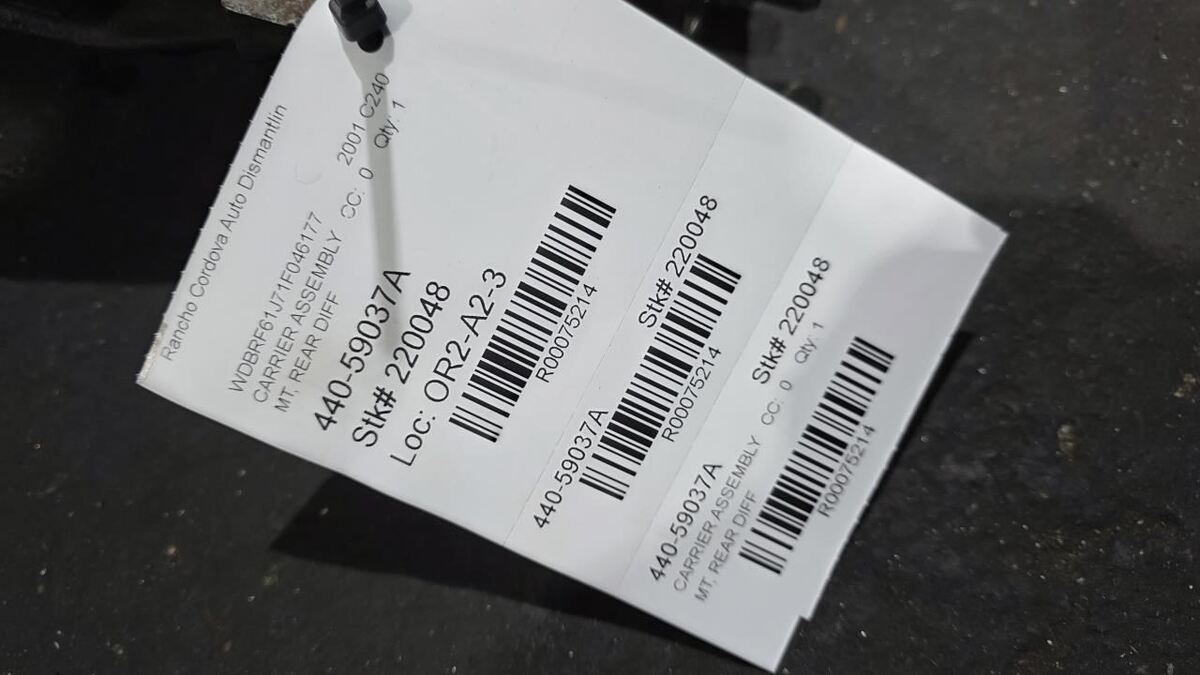 Rancho Cordova Auto Dismantlin
WDBRF61J71F046177 2001 C240
CARRIER ASSEMBLY CC: 0 Qty: 1
MT, REAR DIFF
440-59037A
Stk# 220048
Loc: OR2-A2-3
R00075214
440-59037A Stk# 220048
R00075214
440-59037A Stk# 220048
CARRIER ASSEMBLY CC: 0 Qty: 1
MT, REAR DIFF
R00075214